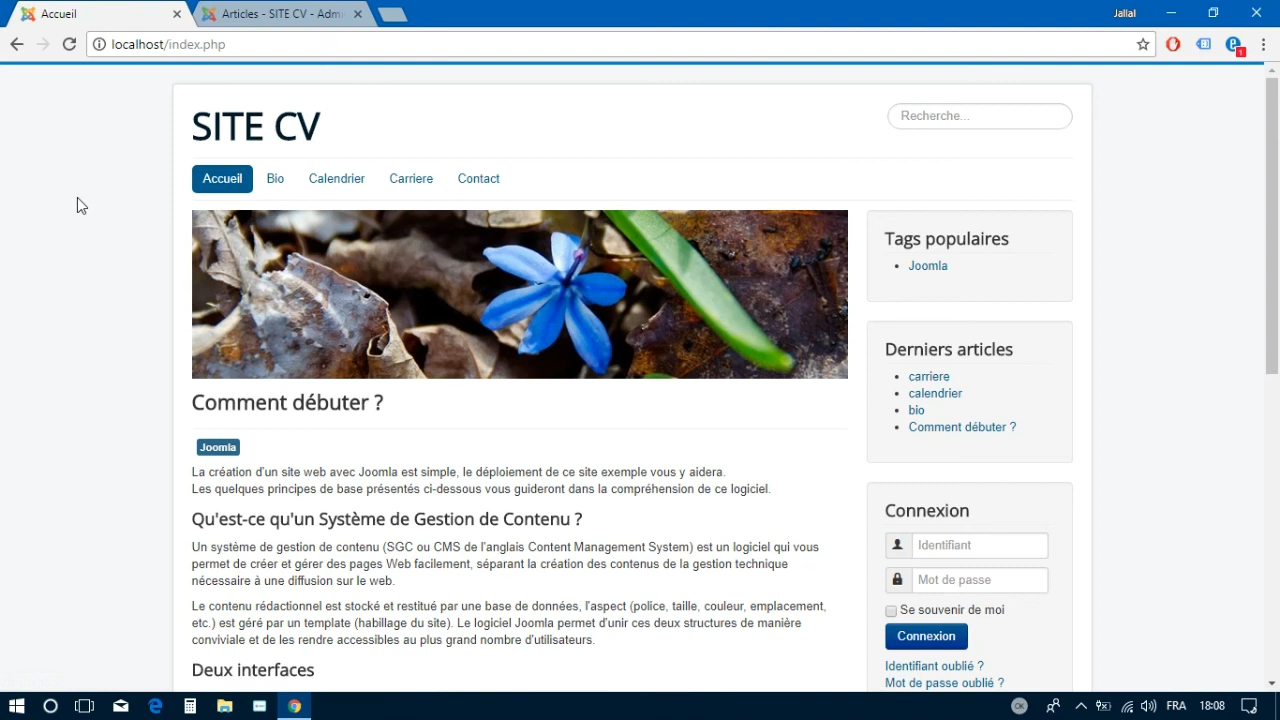 Accueil
Articles - SITE CV - Adm
Jallal
localhost/index.php
1
SITE CV
Recherche...
Accueil
Bio
Calendrier
Carriere
Contact
Comment débuter ?
Joomla
La création d'un site web avec Joomla est simple, le déploiement de ce site exemple vous y aidera.
Les quelques principes de base présentés ci-dessous vous guideront dans la compréhension de ce logiciel.
Qu'est-ce qu'un Système de Gestion de Contenu ?
Un système de gestion de contenu (SGC ou CMS de l'anglais Content Management System) est un logiciel qui vous
permet de créer et gérer des pages Web facilement, séparant la création des contenus de la gestion technique
nécessaire à une diffusion sur le web.
Le contenu rédactionnel est stocké et restitué par une base de données, l'aspect (police, taille, couleur, emplacement,
etc.) est géré par un template (habillage du site). Le logiciel Joomla permet d'unir ces deux structures de manière
conviviale et de les rendre accessibles au plus grand nombre d'utilisateurs.
Deux interfaces
Tags populaires
Joomla
Derniers articles
carriere
calendrier
bio
Comment débuter ?
Connexion
Identifiant
Mot de passe
Se souvenir de moi
Connexion
Identifiant oublié ?
Mot de passe oublié ?
OK
FRA
18:08